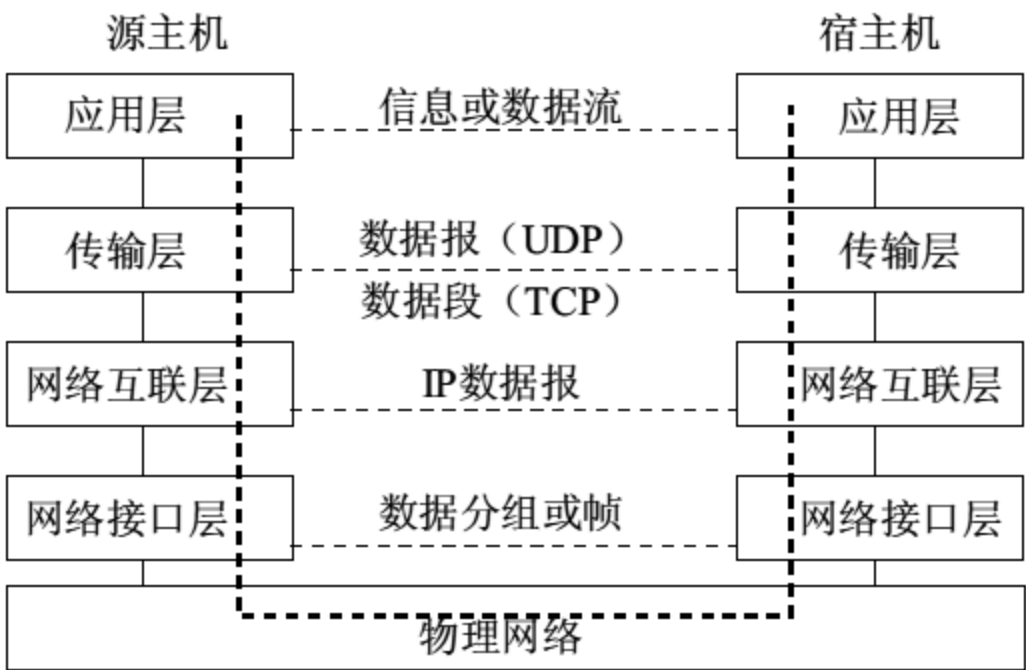 源主机 宿主机
应用层 信息或数据流 应用层
传输层 数据报（UDP） 传输层
数据段（TCP）
网络互联层 IP数据报 网络互联层
网络接口层 数据分组或帧 网络接口层
物理网络